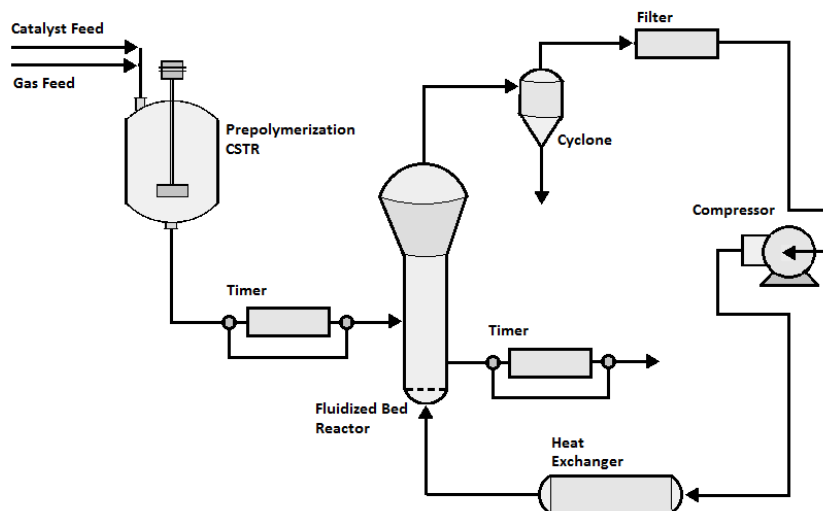 Catalyst Feed
Gas Feed
Prepolymerization
CSTR
Filter
Cyclone
Compressor
Timer
Timer
Fluidized Bed
Reactor
Heat
Exchanger